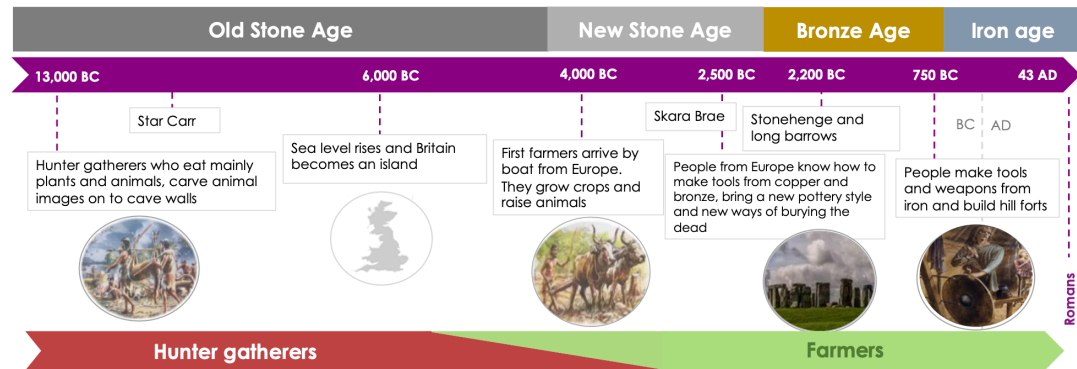 Old Stone Age
New Stone Age
Bronze Age
Iron age
13,000 BC
6,000 BC
4,000 BC
2,500 BC
2,200 BC
750 BC
43 AD
Star Carr
Hunter gatherers who eat mainly
plants and animals, carve animal
images on to cave walls
Sea level rises and Britain
becomes an island
First farmers arrive by
boat from Europe.
They grow crops and
raise animals
Skara Brae
People from Europe know how to
make tools from copper and
bronze, bring a new pottery style
and new ways of burying the
dead
Stonehenge and
long barrows
BC
AD
People make tools
and weapons from
iron and build hill forts
Romans
Hunter gatherers
Farmers